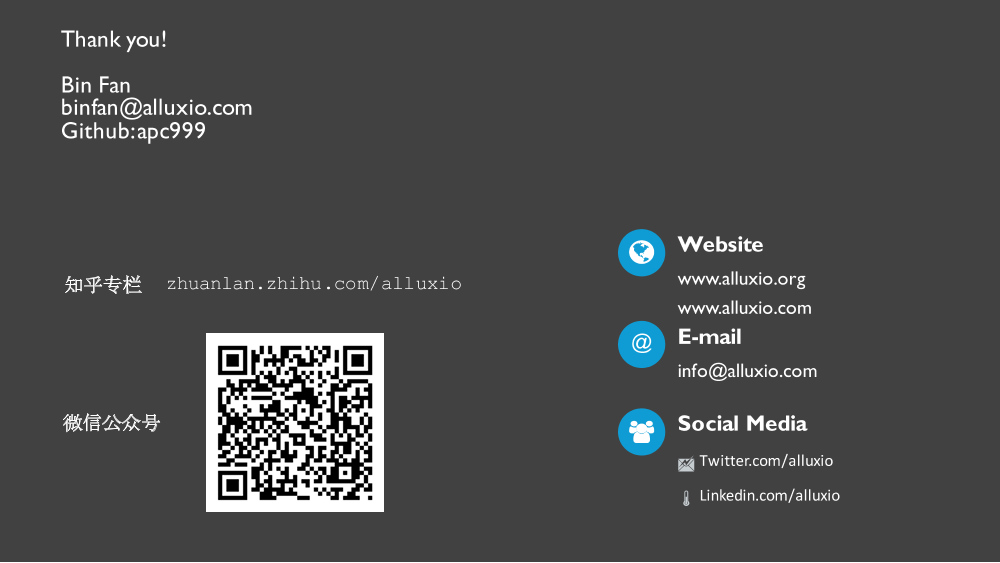 Thank you!
Bin Fan
binfan@alluxio.com
Github:apc999
知乎专栏 zhuanlan.zhihu.com/alluxio
微信公众号
Website
www.alluxio.org
www.alluxio.com
@
E-mail
info@alluxio.com
Social Media
Twitter.com/alluxio
Linkedin.com/alluxio